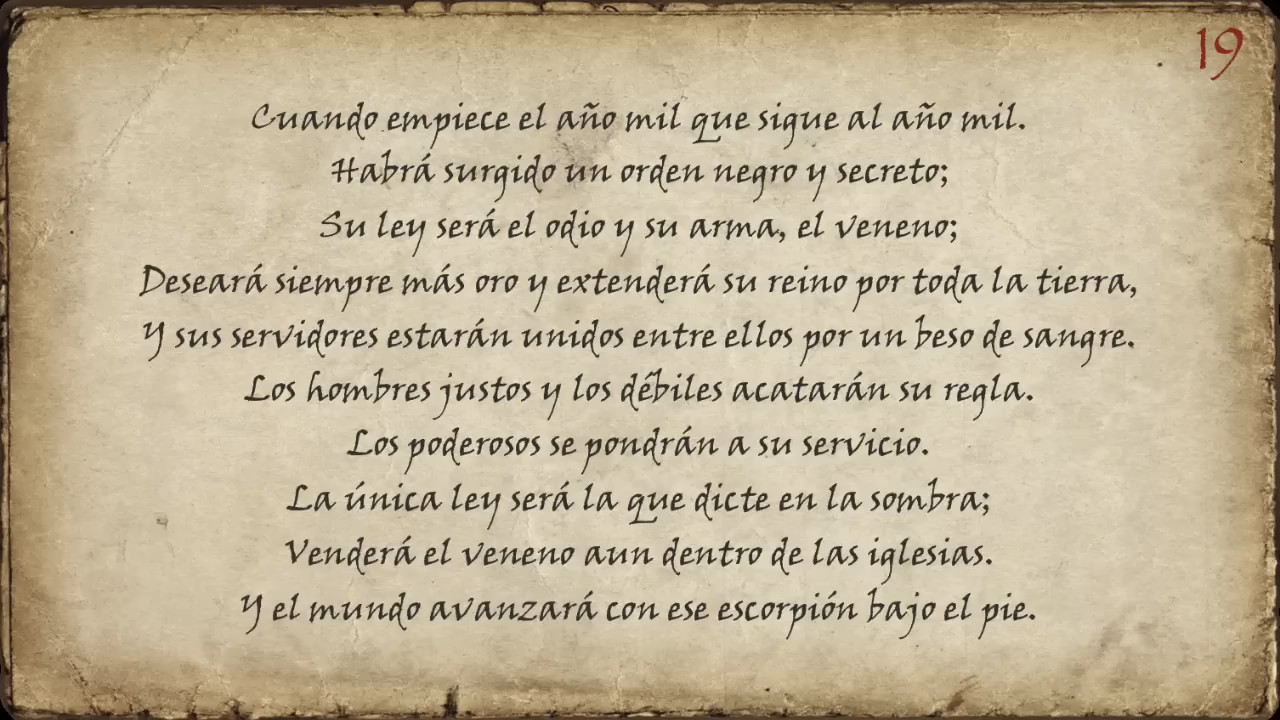 19
Cuando empiece el año mil que sigue al año mil.
Habrá surgido un orden negro y secreto;
Su ley será el odio y su arma, el veneno;
Deseará siempre más oro y extenderá su reino por toda la tierra,
Y sus servidores estarán unidos entre ellos por un beso de sangre.
Los hombres justos y los débiles acatarán su regla.
Los poderosos se pondrán a su servicio.
La única ley será la que dicte en la sombra;
Venderá el veneno aun dentro de las iglesias.
Y el mundo avanzará con ese escorpión bajo el pie.